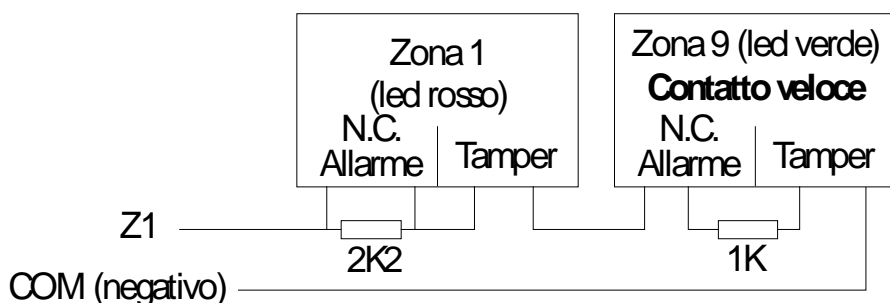 Zona 1
(led rosso)
N.C.
Allarme
Tamper
Zona 9 (led verde)
Contatto veloce
N.C.
Allarme
Tamper
Z1
2K2
1K
COM (negativo)